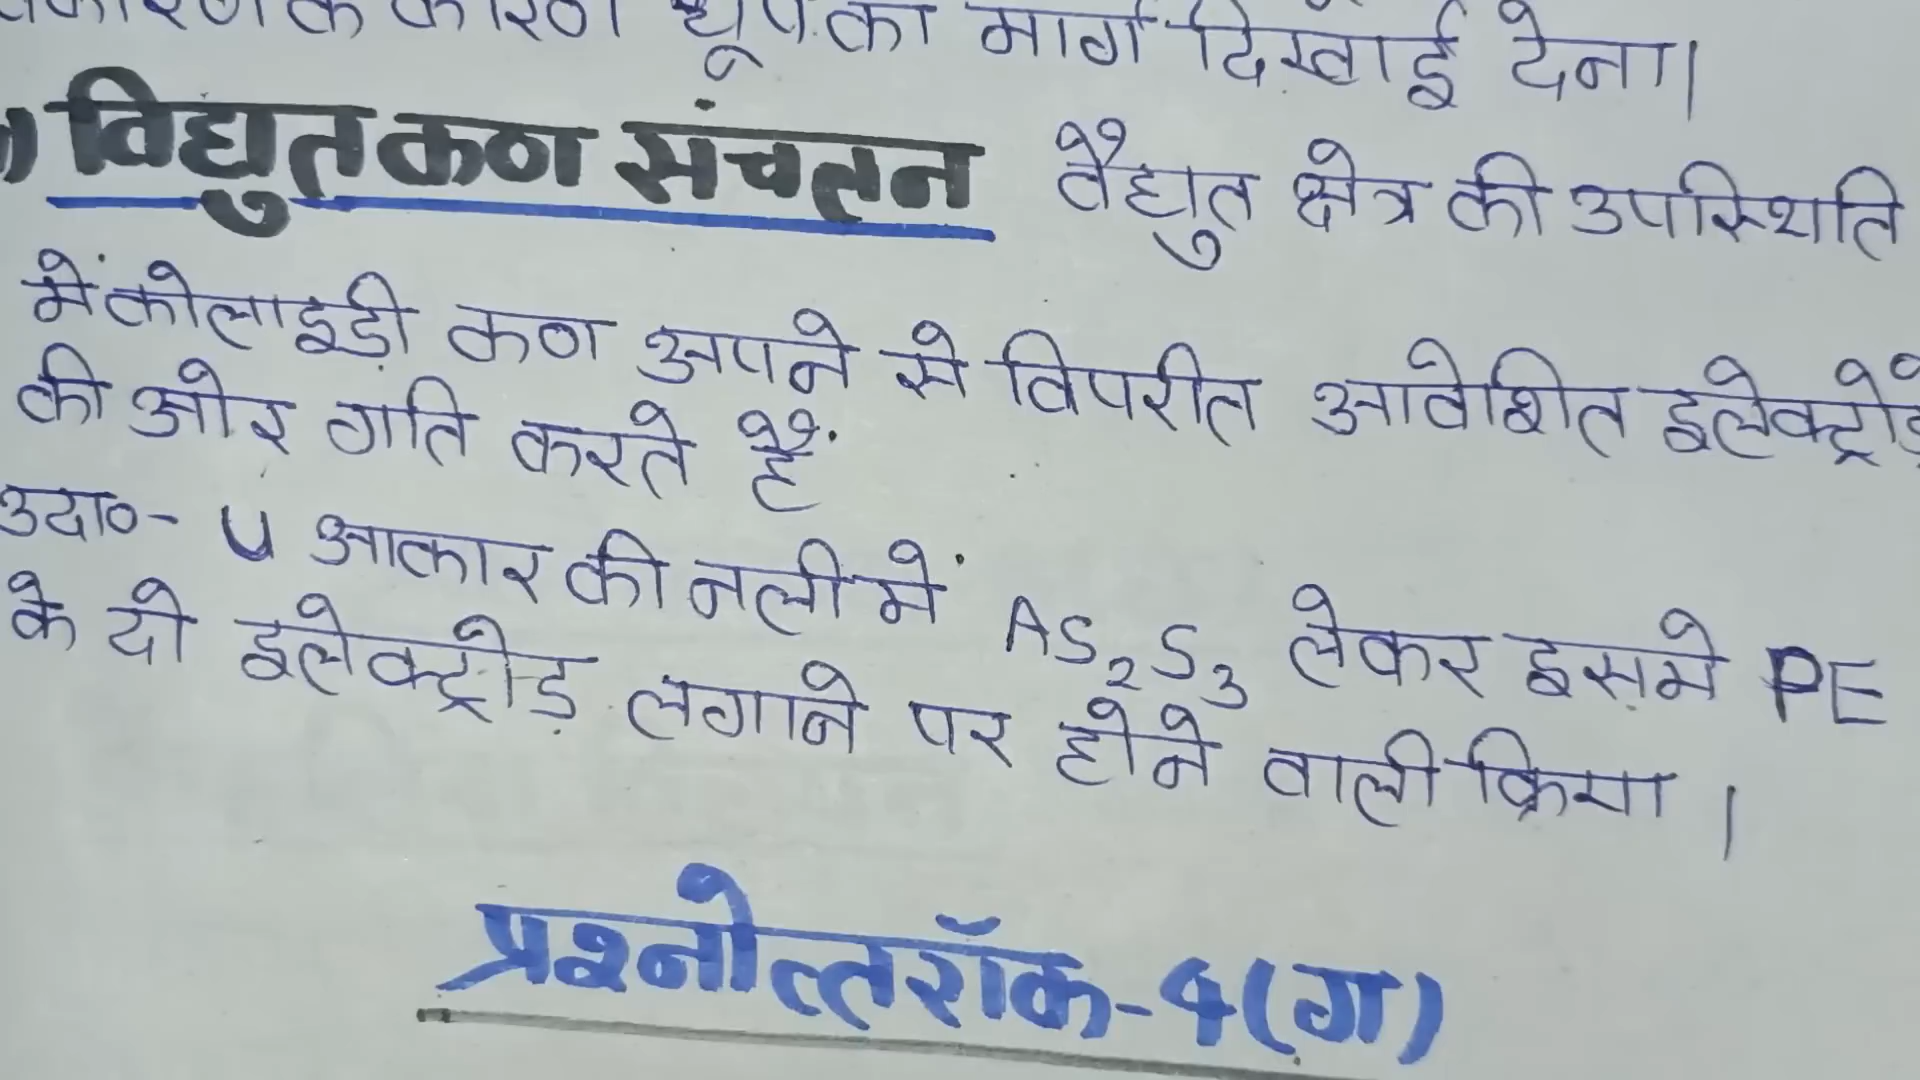 के कारण धूप का मार्ग दिखाई देना।
) विद्युत कण संचलन वैद्युत क्षेत्र की उपस्थिति
में कोलाइडी कण अपने से विपरीत आवेशित इलेक्ट्रोड
की ओर गति करते हैं
उदा०- U आकार की नली में AS₂S₃ लेकर इसमे PE
के दो इलेक्ट्रोड लगाने पर होने वाली क्रिया ।
प्रश्नोत्तरॉक-4(ग)